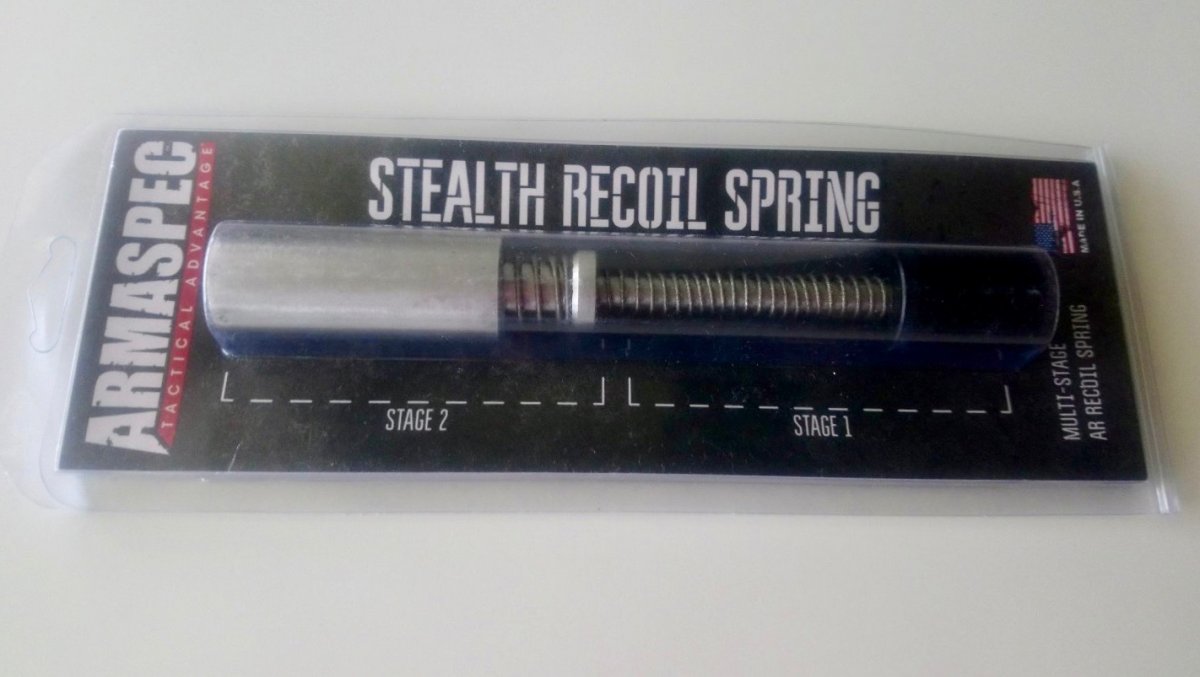 ARMASPEC
TACTICAL ADVANTAGE
STEALTH RECOIL SPRING
MADE IN U.S.A
STAGE 2
STAGE 1
MULTI-STAGE
AR RECOIL SPRING